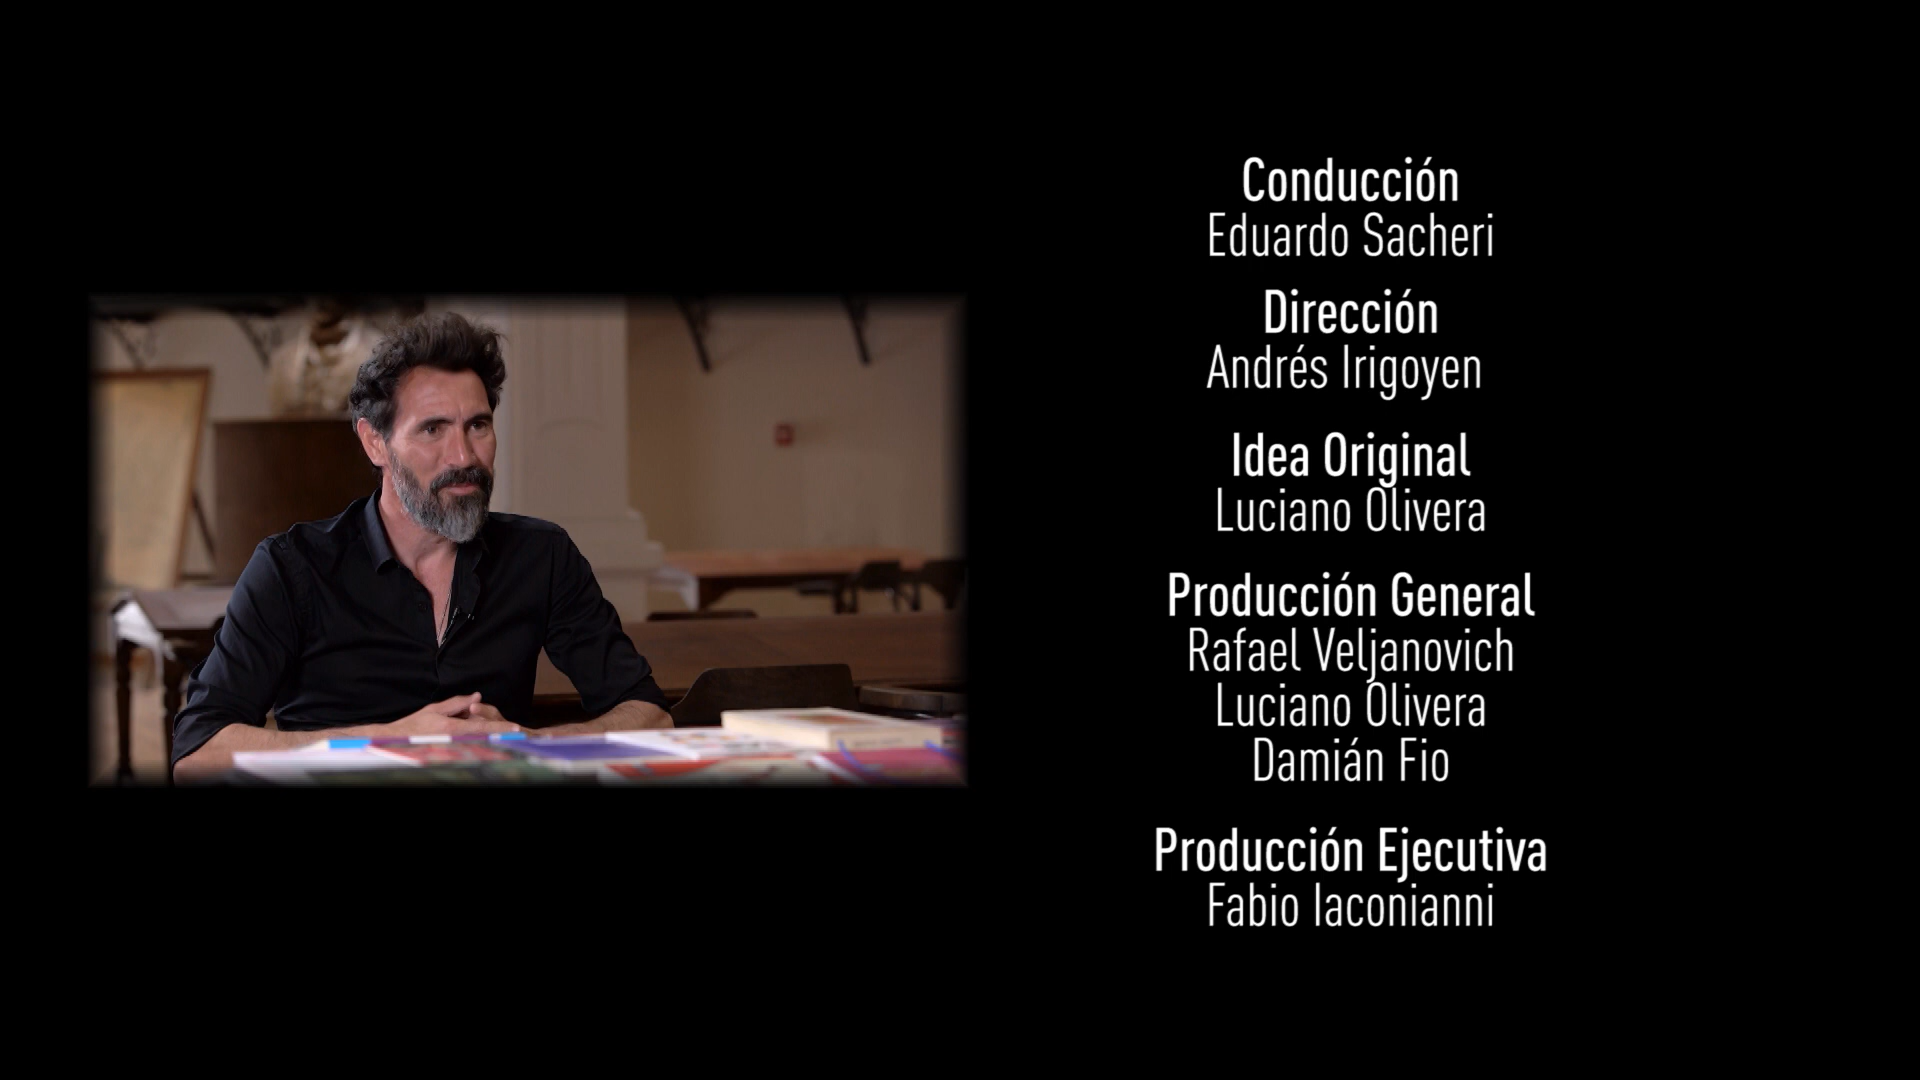 Conducción
Eduardo Sacheri
Dirección
Andrés Irigoyen
Idea Original
Luciano Olivera
Producción General
Rafael Veljanovich
Luciano Olivera
Damián Fio
Producción Ejecutiva
Fabio Iaconianni